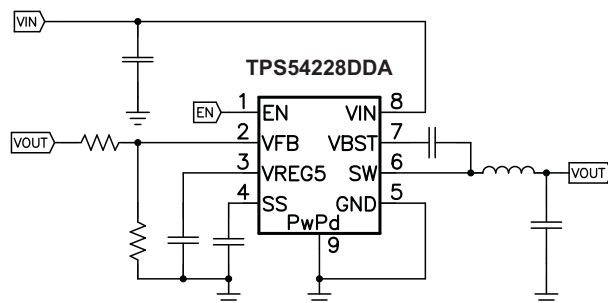 VIN
TPS54228DDA
1 EN VIN 8
EN
VOUT
2 VFB VBST 7
3 VREG5 SW 6
VOUT
4 SS GND 5
PwPd
9